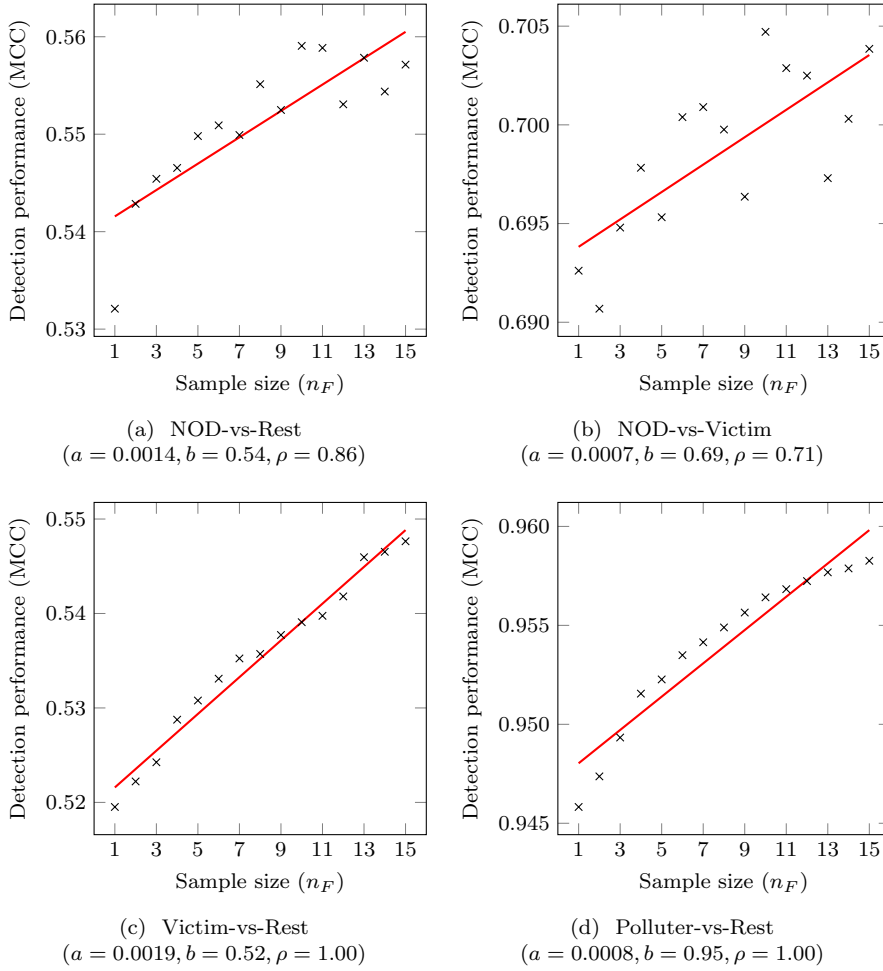 0.56
0.55
0.54
0.53
1 3 5 7 9 11 13 15
Detection performance (MCC)
Sample size (n_F)
(a) NOD-vs-Rest
(a = 0.0014, b = 0.54, ρ = 0.86)
0.705
0.700
0.695
0.690
1 3 5 7 9 11 13 15
Detection performance (MCC)
Sample size (n_F)
(b) NOD-vs-Victim
(a = 0.0007, b = 0.69, ρ = 0.71)
0.55
0.54
0.53
0.52
1 3 5 7 9 11 13 15
Detection performance (MCC)
Sample size (n_F)
(c) Victim-vs-Rest
(a = 0.0019, b = 0.52, ρ = 1.00)
0.960
0.955
0.950
0.945
1 3 5 7 9 11 13 15
Detection performance (MCC)
Sample size (n_F)
(d) Polluter-vs-Rest
(a = 0.0008, b = 0.95, ρ = 1.00)